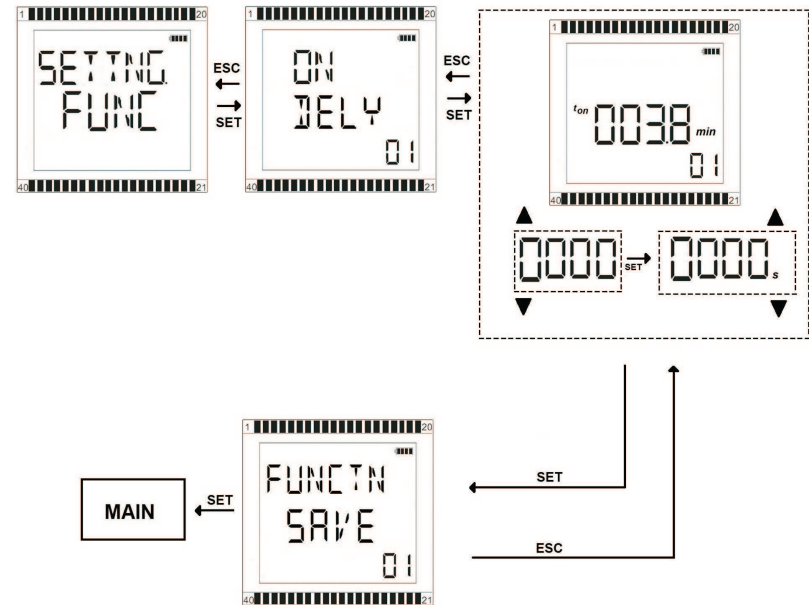 1 20
SETTNG.
FUNC
40 21
ESC
SET
1 20
ON
DELY
01
40 21
ESC
SET
1 20
ton 003.8 min
01
40 21
0000
SET
0000 s
SET
ESC
1 20
FUNCTN
SAVE
01
40 21
SET
MAIN